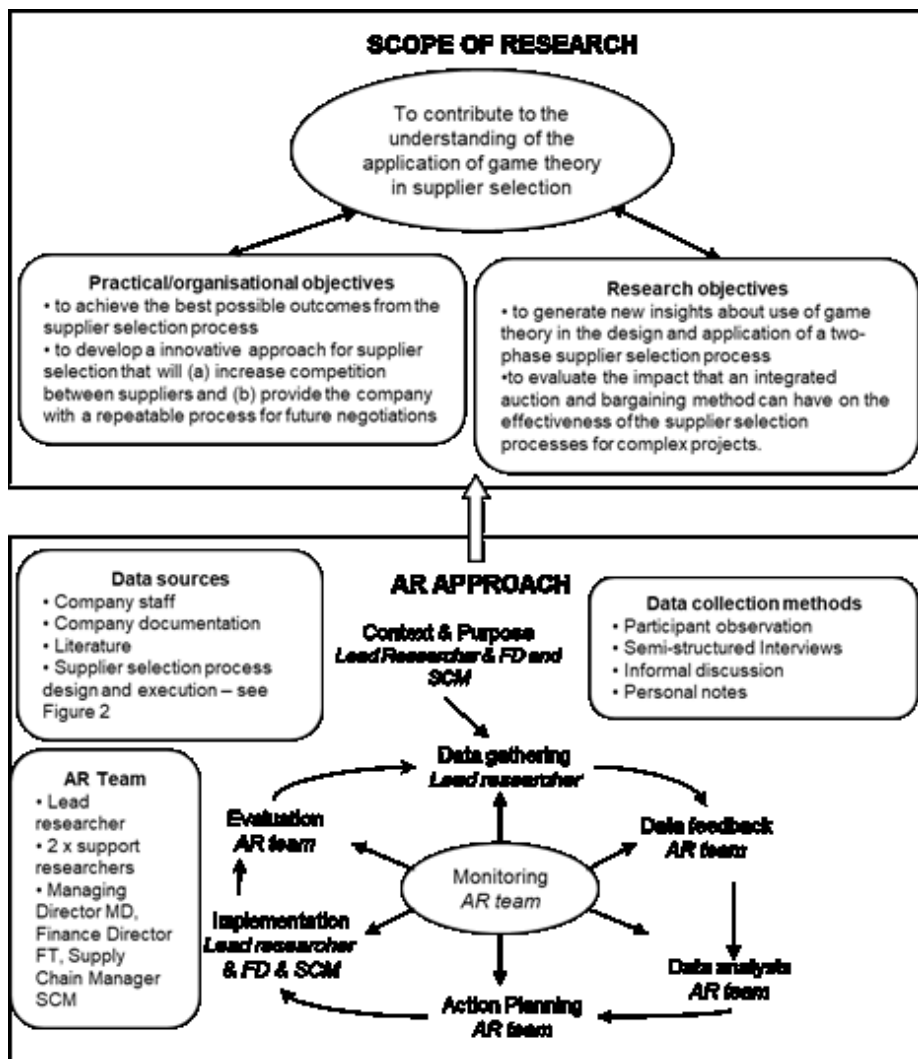 SCOPE OF RESEARCH
To contribute to the
understanding of the
application of game theory
in supplier selection
Practical/organisational objectives
• to achieve the best possible outcomes from the
supplier selection process
• to develop a innovative approach for supplier
selection that will (a) increase competition
between suppliers and (b) provide the company
with a repeatable process for future negotiations
Research objectives
• to generate new insights about use of game
theory in the design and application of a two-
phase supplier selection process
•to evaluate the impact that an integrated
auction and bargaining method can have on the
effectiveness of the supplier selection
processes for complex projects.
AR APPROACH
Data sources
• Company staff
• Company documentation
• Literature
• Supplier selection process
design and execution – see
Figure 2
Context & Purpose
Lead Researcher & FD and
SCM
Data collection methods
• Participant observation
• Semi-structured Interviews
• Informal discussion
• Personal notes
AR Team
• Lead
researcher
• 2 x support
researchers
• Managing
Director MD,
Finance Director
FT, Supply
Chain Manager
SCM
Data gathering
Lead researcher
Data feedback
AR team
Data analysis
AR team
Action Planning
AR team
Implementation
Lead researcher
& FD & SCM
Evaluation
AR team
Monitoring
AR team